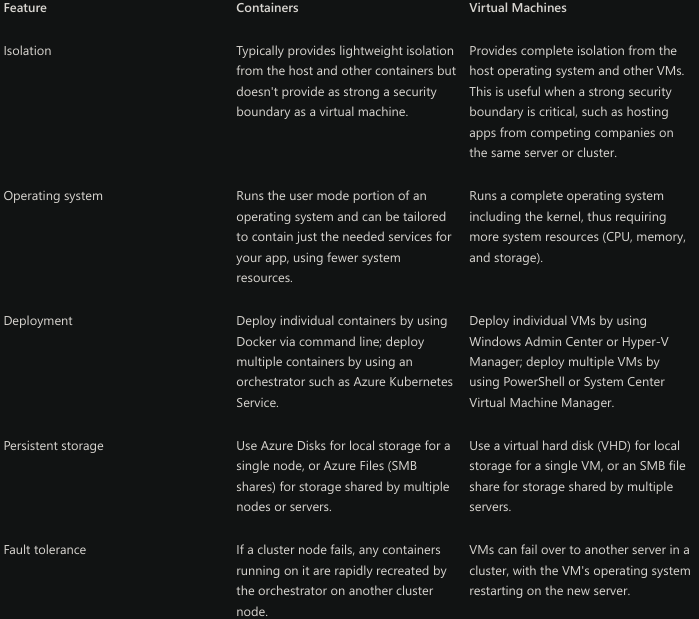 Feature
Containers
Virtual Machines
Isolation
Typically provides lightweight isolation
from the host and other containers but
doesn't provide as strong a security
boundary as a virtual machine.
Provides complete isolation from the
host operating system and other VMs.
This is useful when a strong security
boundary is critical, such as hosting
apps from competing companies on
the same server or cluster.
Operating system
Runs the user mode portion of an
operating system and can be tailored
to contain just the needed services for
your app, using fewer system
resources.
Runs a complete operating system
including the kernel, thus requiring
more system resources (CPU, memory,
and storage).
Deployment
Deploy individual containers by using
Docker via command line; deploy
multiple containers by using an
orchestrator such as Azure Kubernetes
Service.
Deploy individual VMs by using
Windows Admin Center or Hyper-V
Manager; deploy multiple VMs by
using PowerShell or System Center
Virtual Machine Manager.
Persistent storage
Use Azure Disks for local storage for a
single node, or Azure Files (SMB
shares) for storage shared by multiple
nodes or servers.
Use a virtual hard disk (VHD) for local
storage for a single VM, or an SMB file
share for storage shared by multiple
servers.
Fault tolerance
If a cluster node fails, any containers
running on it are rapidly recreated by
the orchestrator on another cluster
node.
VMs can fail over to another server in a
cluster, with the VM's operating system
restarting on the new server.